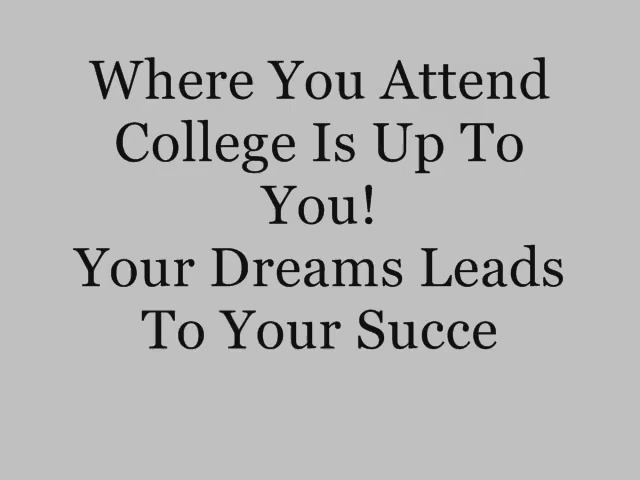 Where You Attend
College Is Up To
You!
Your Dreams Leads
To Your Succe